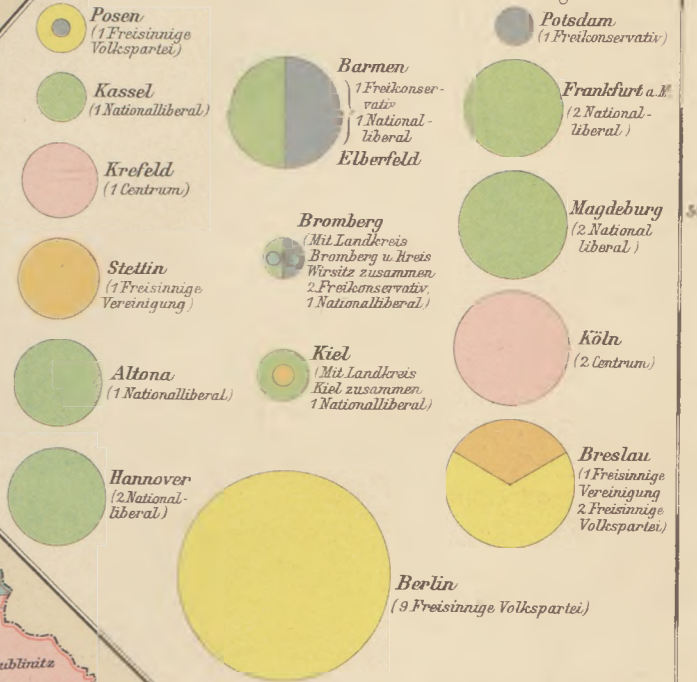 Posen
(1 Freisinnige
Volkspartei)
Kassel
(1 Nationalliberal)
Krefeld
(1 Centrum)
Stettin
(1 Freisinnige
Vereinigung)
Altona
(1 Nationalliberal)
Hannover
(2 National-
liberal)
ublinitz
Barmen
1 Freikonser-
vativ
1 National-
liberal
Elberfeld
Bromberg
(Mit Landkreis
Bromberg u. Kreis
Wirsitz zusammen
2 Freikonservativ,
1 Nationalliberal)
Kiel
(Mit Landkreis
Kiel zusammen
1 Nationalliberal)
Berlin
(9 Freisinnige Volkspartei)
Potsdam
(1 Freikonservativ)
Frankfurt a.M.
(2 National-
liberal)
Magdeburg
(2 National
liberal)
Köln
(2 Centrum)
Breslau
(1 Freisinnige
Vereinigung
2 Freisinnige
Volkspartei)